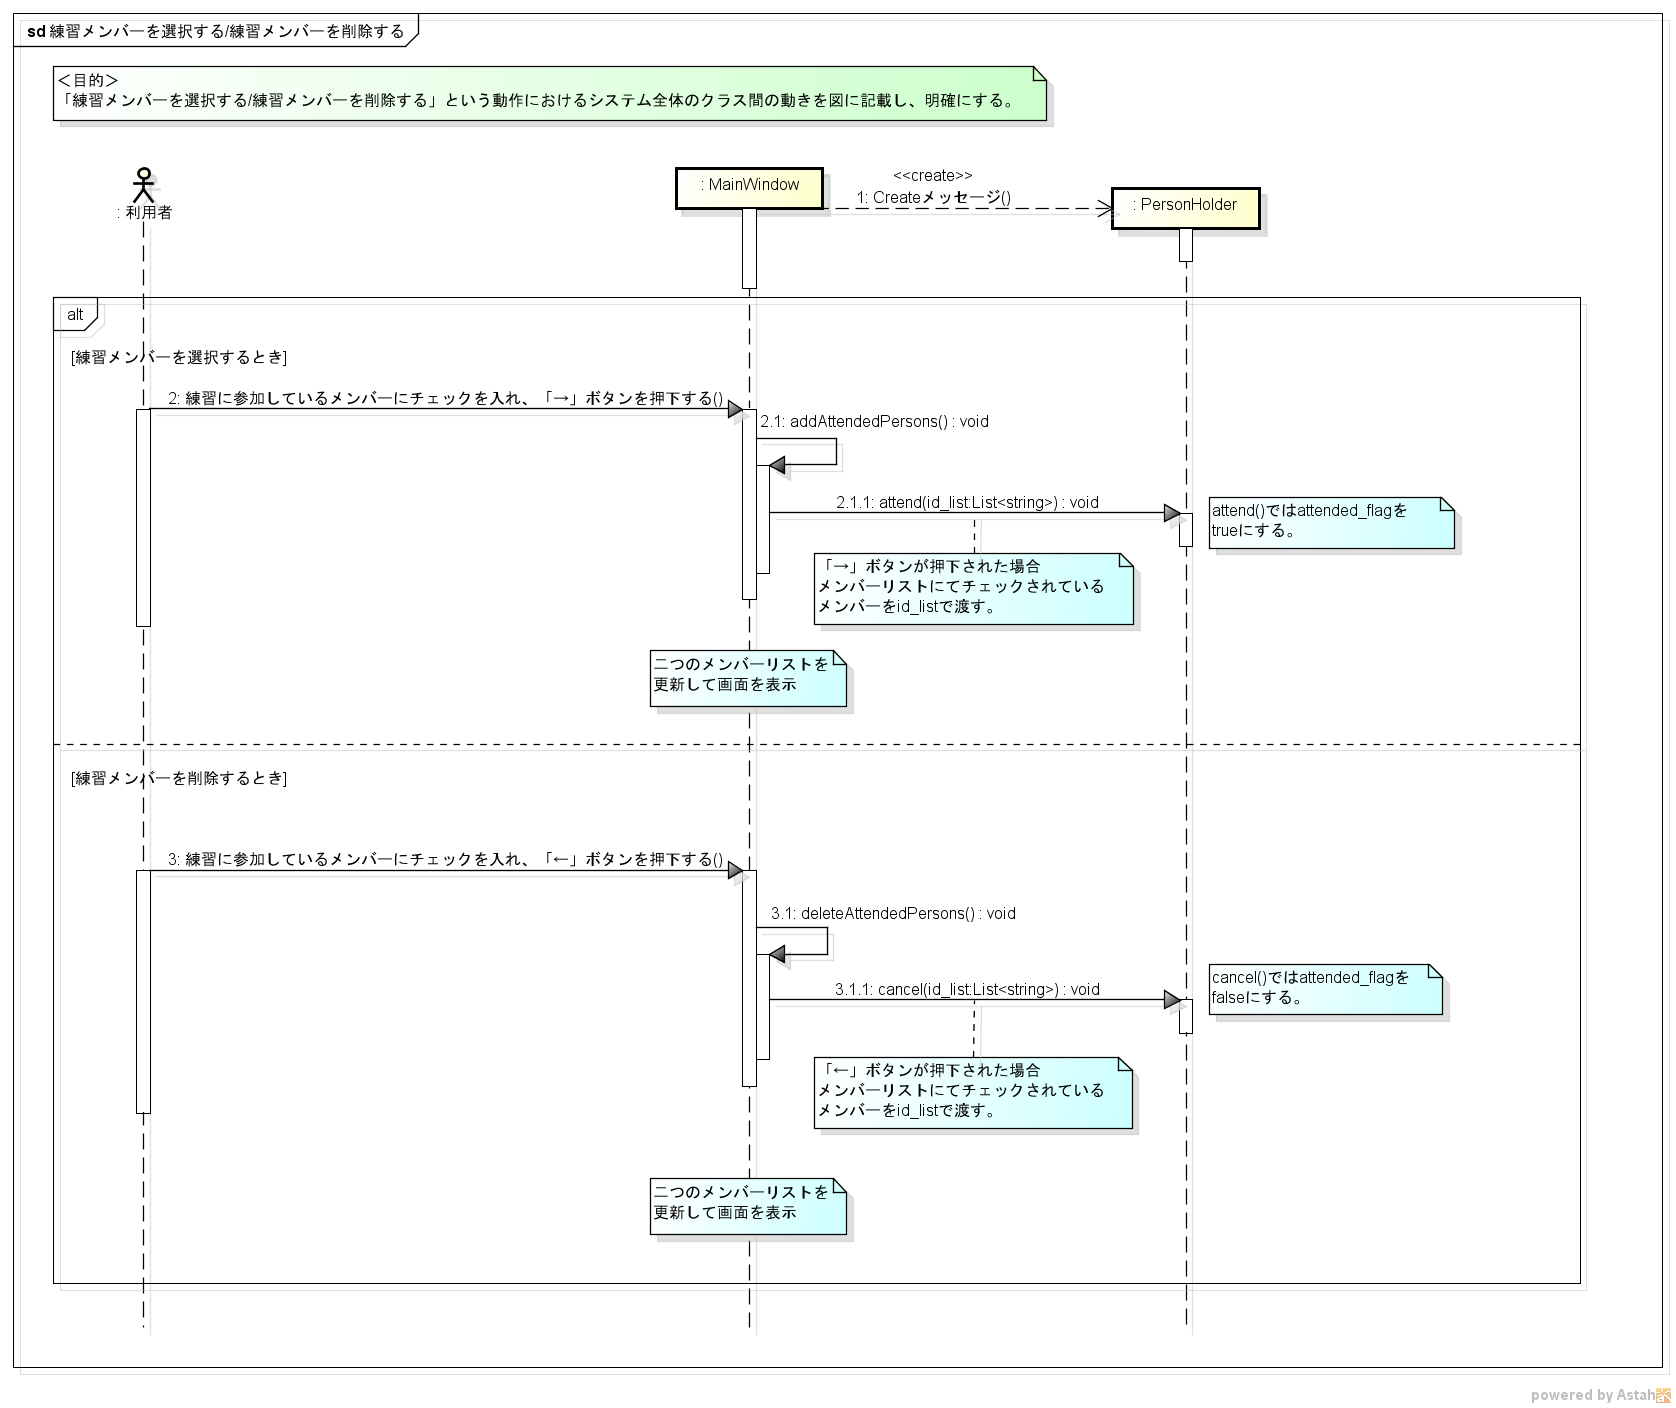 sd 練習メンバーを選択する/練習メンバーを削除する
＜目的＞
「練習メンバーを選択する/練習メンバーを削除する」という動作におけるシステム全体のクラス間の動きを図に記載し、明確にする。
: 利用者
: MainWindow
<<create>>
1: Createメッセージ()
: PersonHolder
alt
[練習メンバーを選択するとき]
2: 練習に参加しているメンバーにチェックを入れ、「→」ボタンを押下する()
2.1: addAttendedPersons() : void
2.1.1: attend(id_list:List<string>) : void
attend()ではattended_flagを
trueにする。
「→」ボタンが押下された場合
メンバーリストにてチェックされている
メンバーをid_listで渡す。
二つのメンバーリストを
更新して画面を表示
[練習メンバーを削除するとき]
3: 練習に参加しているメンバーにチェックを入れ、「←」ボタンを押下する()
3.1: deleteAttendedPersons() : void
3.1.1: cancel(id_list:List<string>) : void
cancel()ではattended_flagを
falseにする。
「←」ボタンが押下された場合
メンバーリストにてチェックされている
メンバーをid_listで渡す。
二つのメンバーリストを
更新して画面を表示
powered by Astah